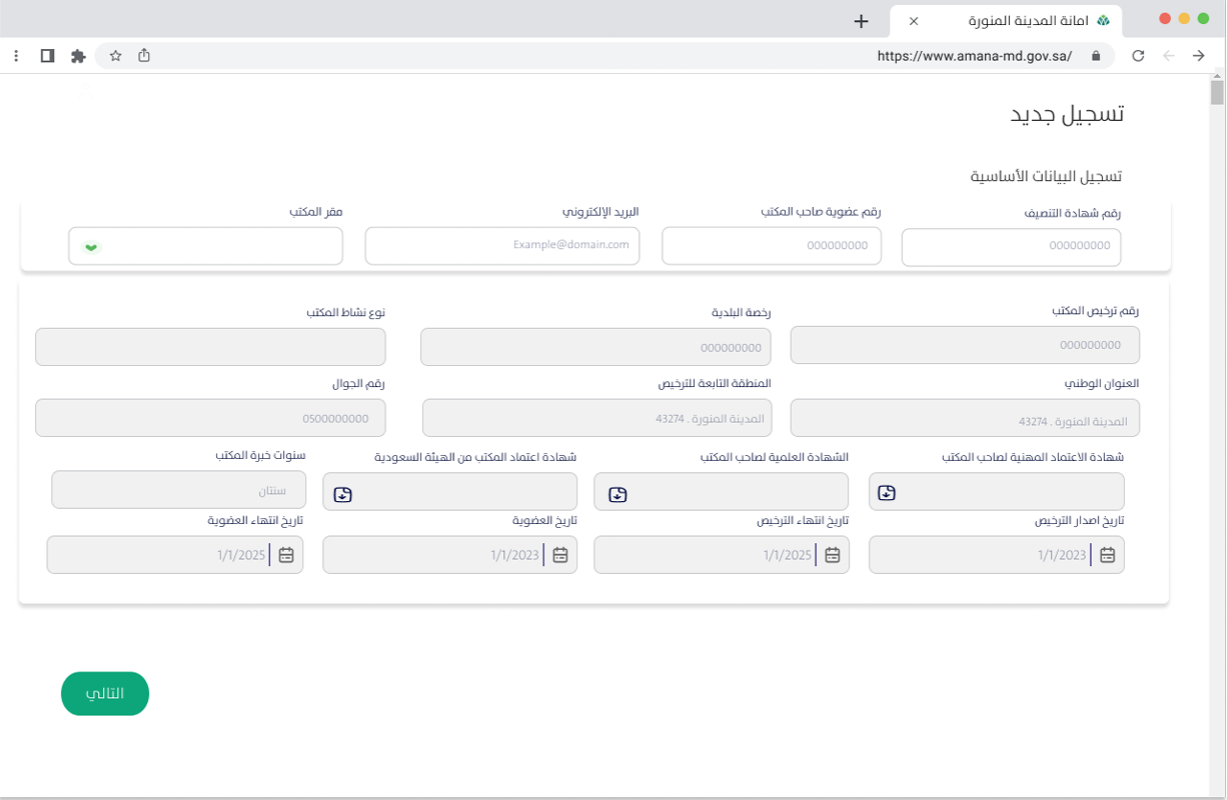 امانة المدينة المنورة
https://www.amana-md.gov.sa/
تسجيل جديد
تسجيل البيانات الأساسية
رقم شهادة التنصيف
رقم عضوية صاحب المكتب
البريد الإلكتروني
مقر المكتب
000000000
000000000
Example@domain.com
رقم ترخيص المكتب
رخصة البلدية
نوع نشاط المكتب
000000000
000000000
العنوان الوطني
المنطقة التابعة للترخيص
رقم الجوال
المدينة المنورة . 43274
المدينة المنورة . 43274
0500000000
شهادة الاعتماد المهنية لصاحب المكتب
الشهادة العلمية لصاحب المكتب
شهادة اعتماد المكتب من الهيئة السعودية
سنوات خبرة المكتب
سنتان
تاريخ اصدار الترخيص
تاريخ انتهاء الترخيص
تاريخ العضوية
تاريخ انتهاء العضوية
1/1/2023
1/1/2025
1/1/2023
1/1/2025
التالي